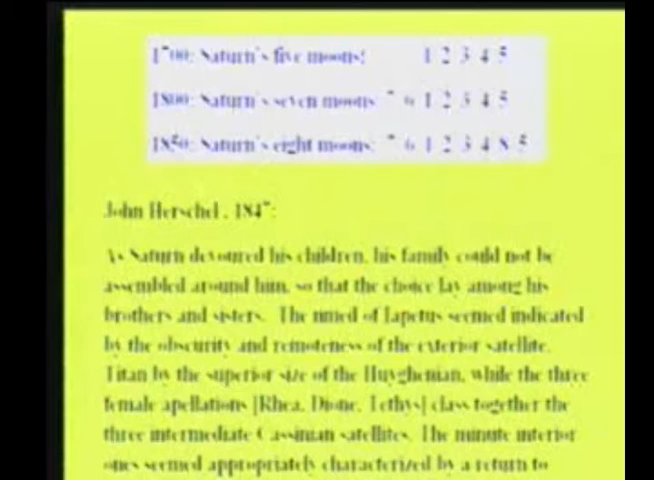 1700: Saturn's five moons: 1 2 3 4 5
1800: Saturn's seven moons: 7 6 1 2 3 4 5
1850: Saturn's eight moons: 7 6 1 2 3 4 8 5
John Herschel, 1847:
As Saturn devoured his children, his family could not be
assembled around him, so that the choice lay among his
brothers and sisters. The of Iapetus seemed indicated
by the obscurity and remoteness of the exterior satellite,
Titan by the superior size of the Huyghenian, while the three
female apellations [Rhea, Dione, Tethys] class together the
three intermediate Cassinian satellites. The minute interior
ones seemed appropriately characterized by a return to